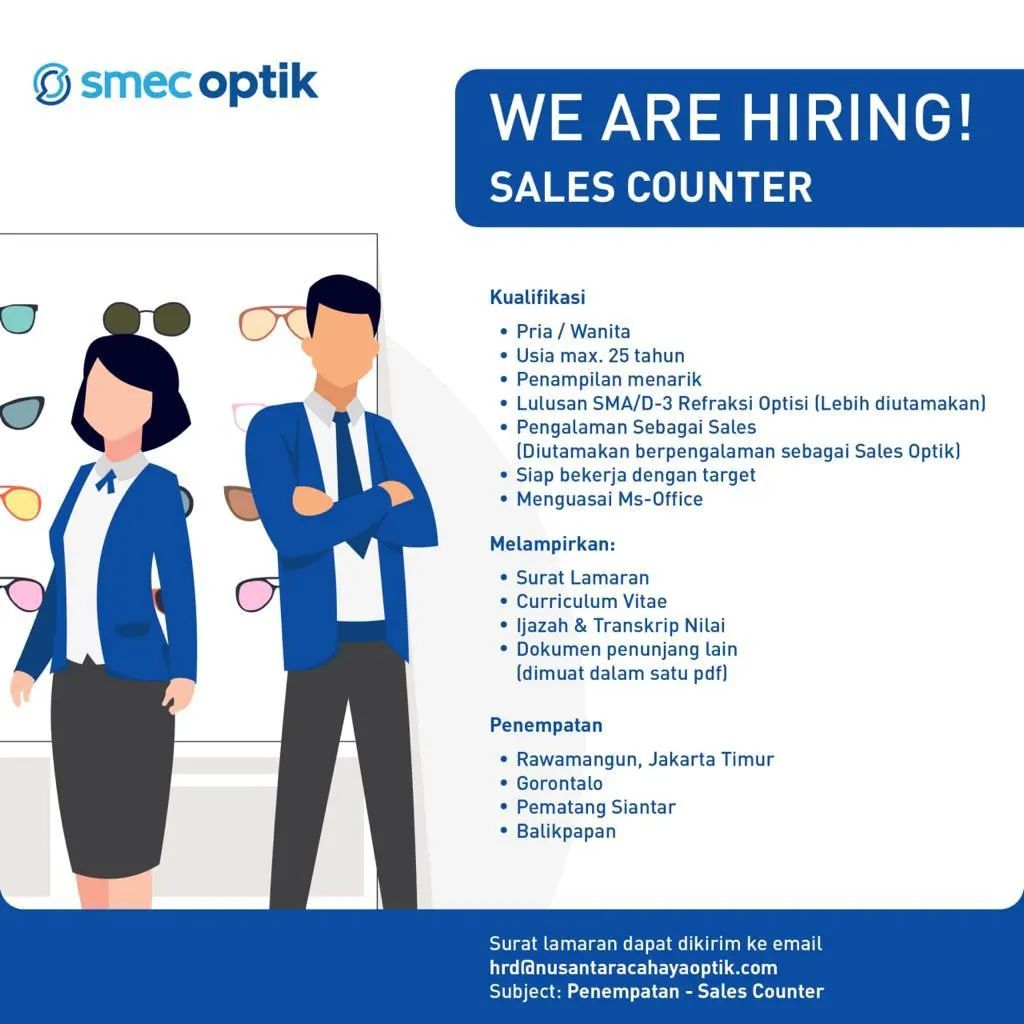 smec optik
WE ARE HIRING!
SALES COUNTER
Kualifikasi
• Pria / Wanita
• Usia max. 25 tahun
• Penampilan menarik
• Lulusan SMA/D-3 Refraksi Optisi (Lebih diutamakan)
• Pengalaman Sebagai Sales
(Diutamakan berpengalaman sebagai Sales Optik)
• Siap bekerja dengan target
• Menguasai Ms-Office
Melampirkan:
• Surat Lamaran
• Curriculum Vitae
• Ijazah & Transkrip Nilai
• Dokumen penunjang lain
(dimuat dalam satu pdf)
Penempatan
• Rawamangun, Jakarta Timur
• Gorontalo
• Pematang Siantar
• Balikpapan
Surat lamaran dapat dikirim ke email
hrd@nusantaracahayaoptik.com
Subject: Penempatan - Sales Counter